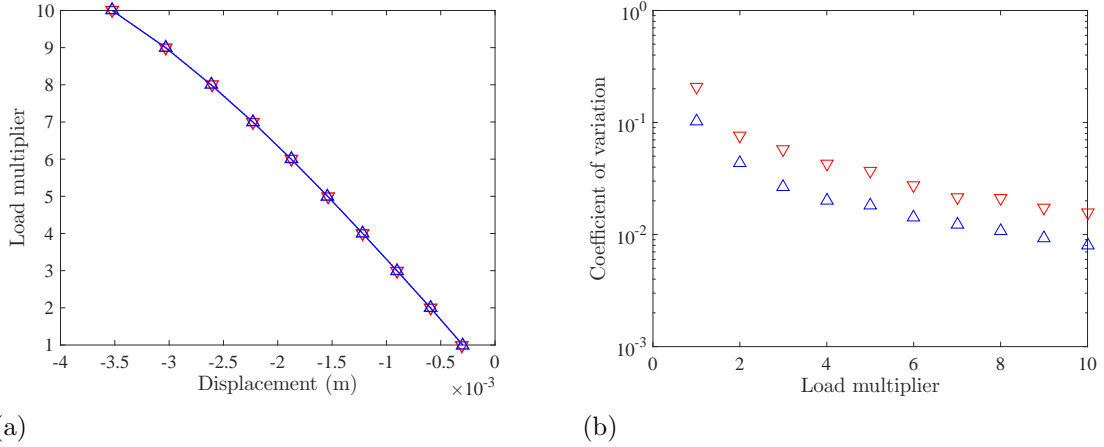 10
9
8
7
6
5
4
3
2
1
Load multiplier
-4 -3.5 -3 -2.5 -2 -1.5 -1 -0.5 0
Displacement (m)
×10-3
a)
100
10-1
10-2
10-3
Coefficient of variation
0 2 4 6 8 10
Load multiplier
(b)